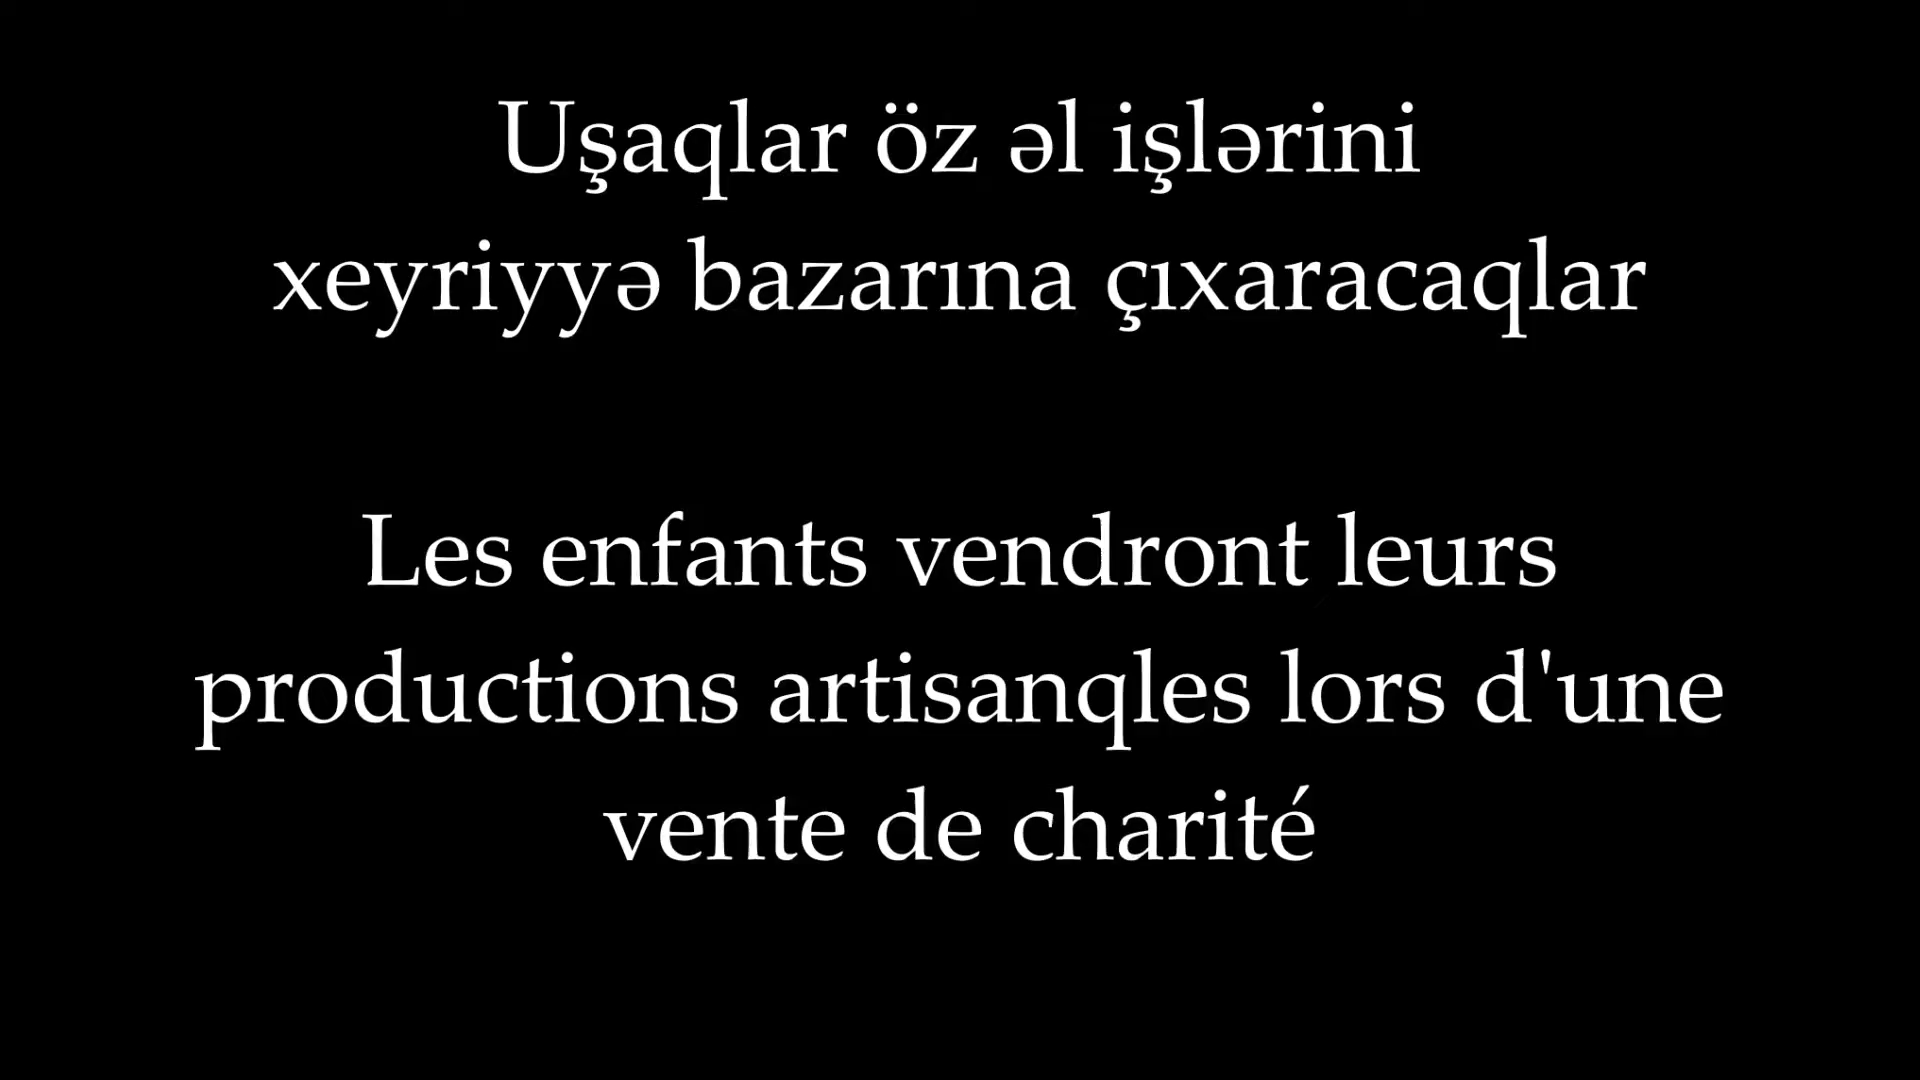 Uşaqlar öz əl işlərini
xeyriyyə bazarına çıxaracaqlar
Les enfants vendront leurs
productions artisanqles lors d'une
vente de charité